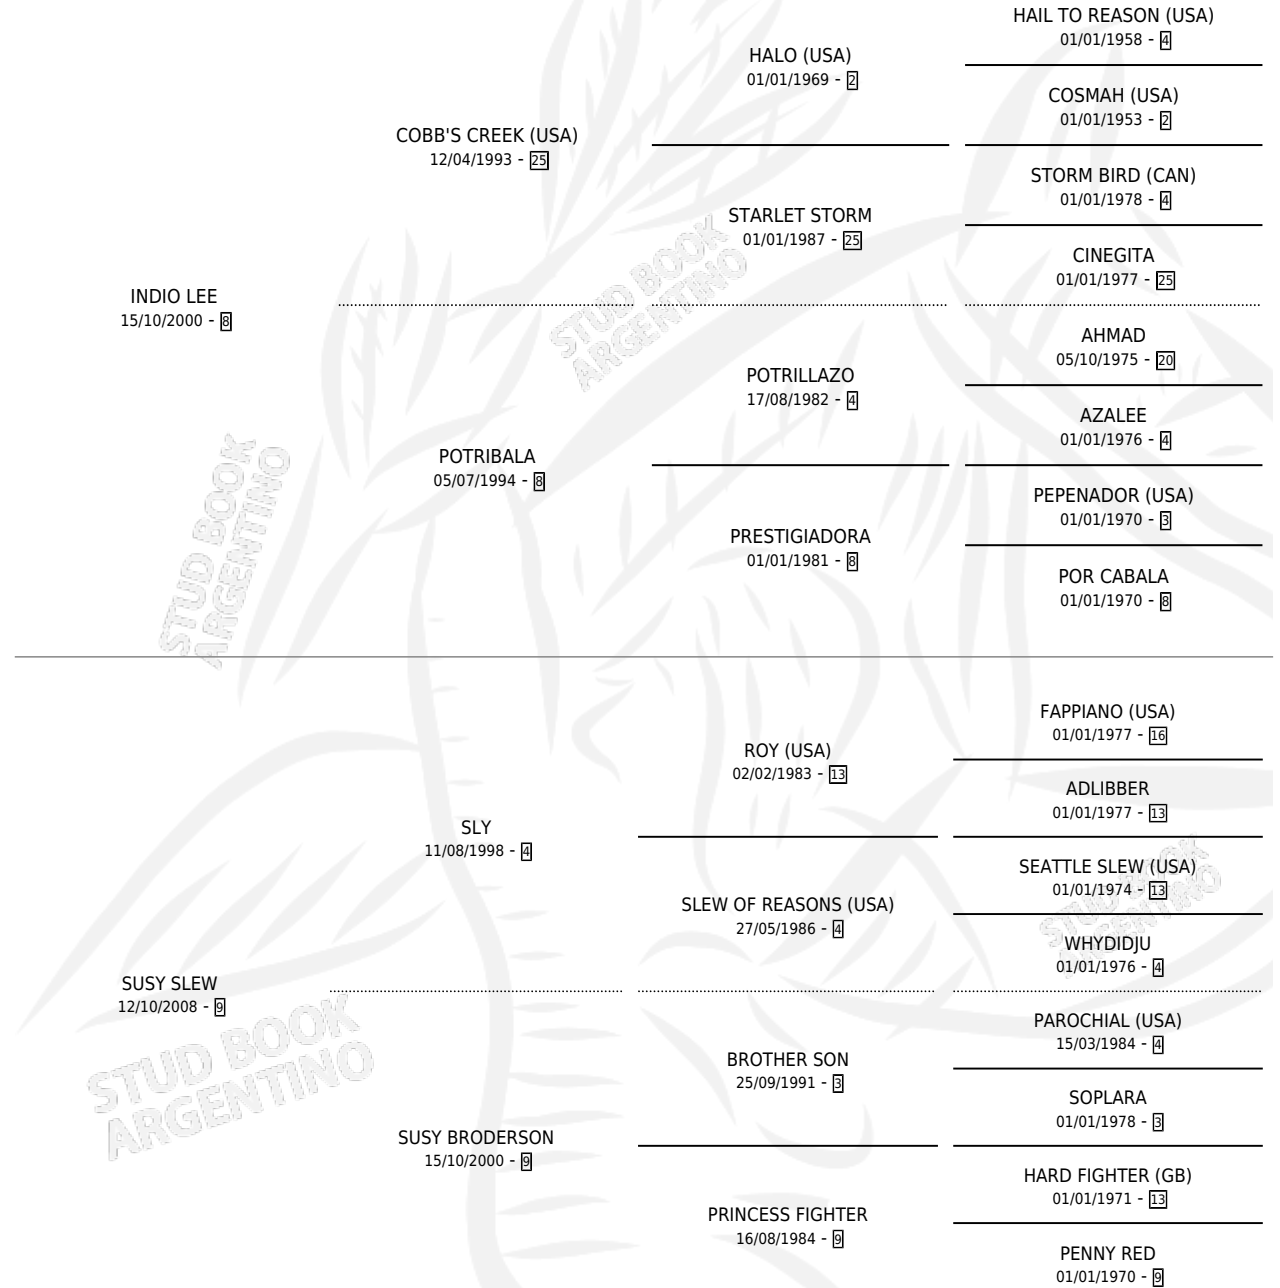 HAIL TO REASON (USA)
01/01/1958 - 4
HALO (USA)
01/01/1969 - 2
COSMAH (USA)
01/01/1953 - 2
COBB'S CREEK (USA)
12/04/1993 - 25
STORM BIRD (CAN)
01/01/1978 - 4
STARLET STORM
01/01/1987 - 25
CINEGITA
01/01/1977 - 25
INDIO LEE
15/10/2000 - 8
STUD BOOK
ARGENTINO
AHMAD
05/10/1975 - 20
POTRILLAZO
17/08/1982 - 4
AZALEE
01/01/1976 - 4
POTRIBALA
05/07/1994 - 8
PEPENADOR (USA)
01/01/1970 - 3
PRESTIGIADORA
01/01/1981 - 8
POR CABALA
01/01/1970 - 8
STUD BOOK
ARGENTINO
FAPPIANO (USA)
01/01/1977 - 16
ROY (USA)
02/02/1983 - 13
ADLIBBER
01/01/1977 - 13
SLY
11/08/1998 - 4
SEATTLE SLEW (USA)
01/01/1974 - 13
SLEW OF REASONS (USA)
27/05/1986 - 4
WHYDIDJU
01/01/1976 - 4
STUD BOOK
ARGENTINO
SUSY SLEW
12/10/2008 - 9
PAROCHIAL (USA)
15/03/1984 - 4
BROTHER SON
25/09/1991 - 3
SOPLARA
01/01/1978 - 3
STUD BOOK
ARGENTINO
SUSY BRODERSON
15/10/2000 - 9
HARD FIGHTER (GB)
01/01/1971 - 13
PRINCESS FIGHTER
16/08/1984 - 9
PENNY RED
01/01/1970 - 9